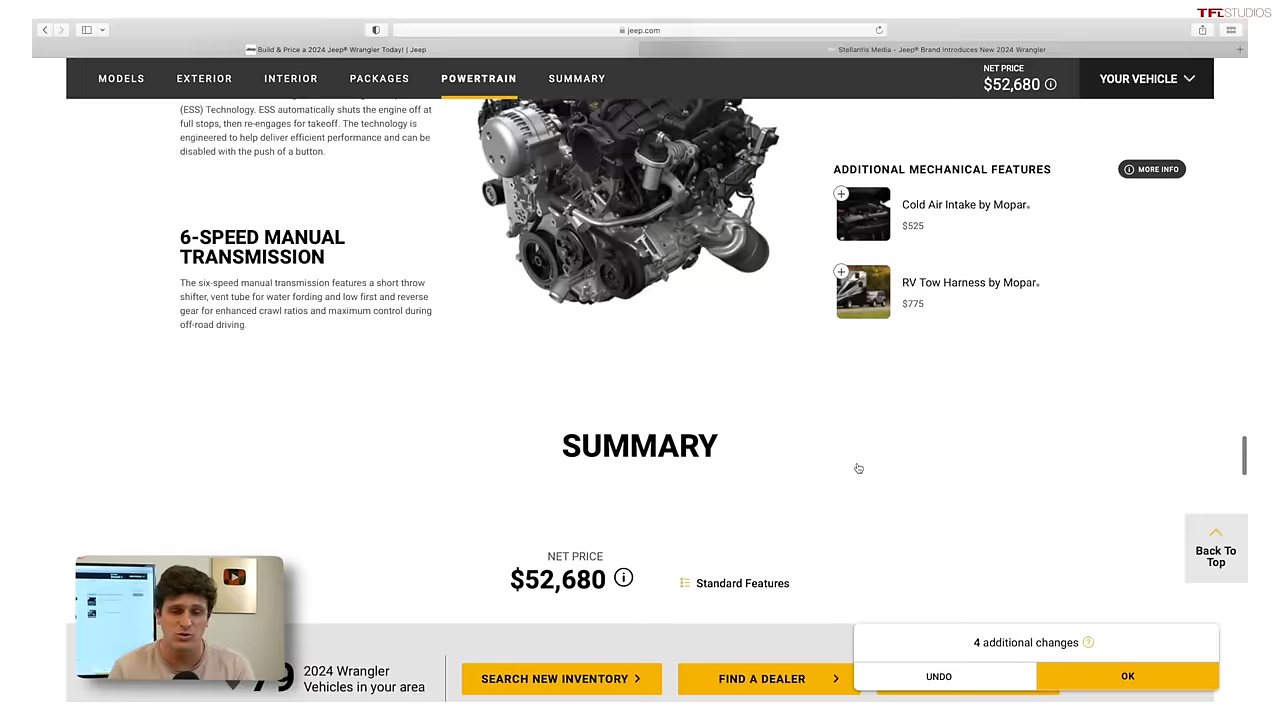 TFLSTUDIOS
jeep.com
Build & Price a 2024 Jeep® Wrangler Today! | Jeep
Stellantis Media - Jeep® Brand Introduces New 2024 Wrangler
MODELS
EXTERIOR
INTERIOR
PACKAGES
POWERTRAIN
SUMMARY
NET PRICE
$52,680
YOUR VEHICLE
(ESS) Technology. ESS automatically shuts the engine off at
full stops, then re-engages for takeoff. The technology is
engineered to help deliver efficient performance and can be
disabled with the push of a button.
6-SPEED MANUAL
TRANSMISSION
The six-speed manual transmission features a short throw
shifter, vent tube for water fording and low first and reverse
gear for enhanced crawl ratios and maximum control during
off-road driving.
ADDITIONAL MECHANICAL FEATURES
MORE INFO
Cold Air Intake by Mopar®
$525
RV Tow Harness by Mopar®
$775
SUMMARY
NET PRICE
$52,680
Standard Features
Back To
Top
79
2024 Wrangler
Vehicles in your area
SEARCH NEW INVENTORY
FIND A DEALER
4 additional changes
UNDO
OK